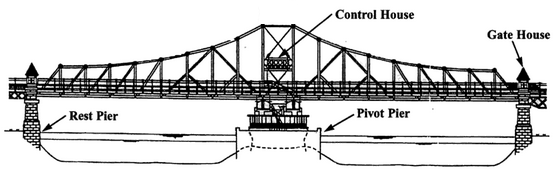 Control House
Gate House
Rest Pier
Pivot Pier